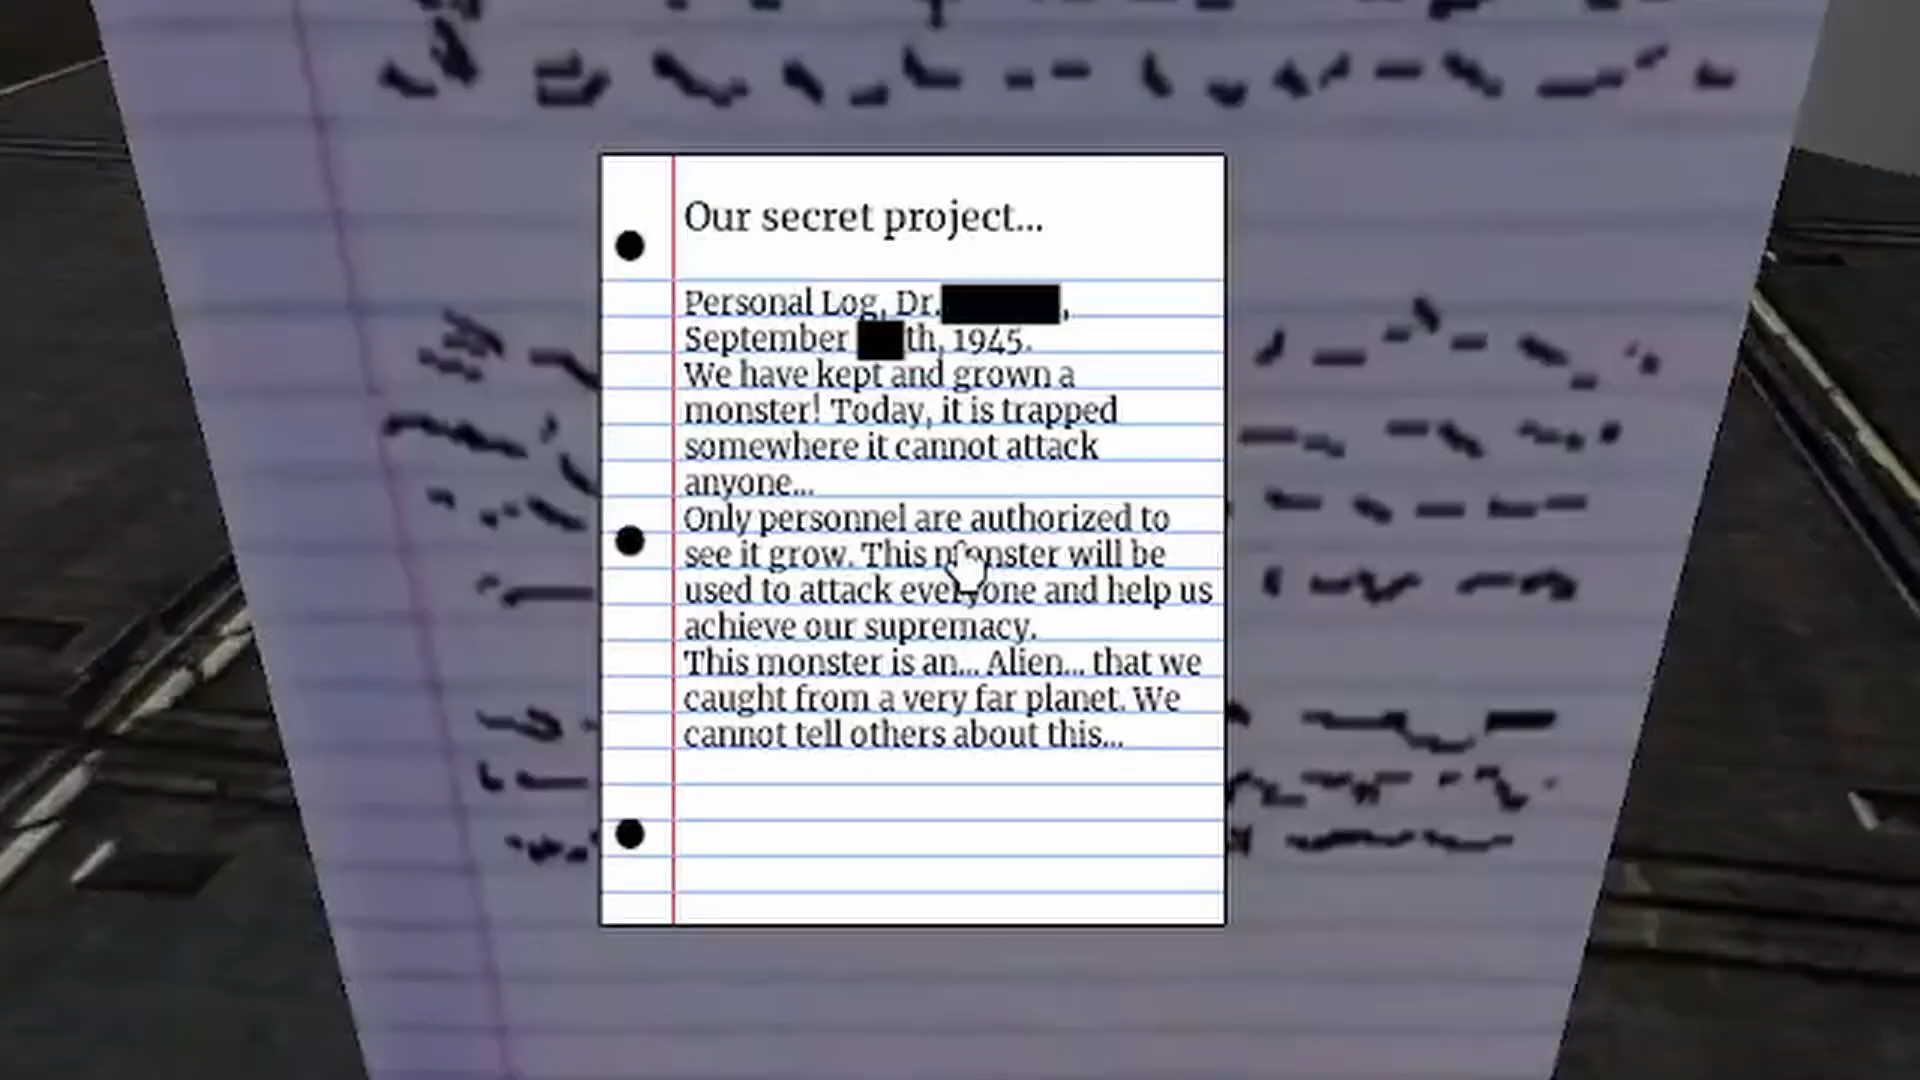 Our secret project...
Personal Log, Dr.
September th, 1945.
We have kept and grown a
monster! Today, it is trapped
somewhere it cannot attack
anyone...
Only personnel are authorized to
see it grow. This monster will be
used to attack everyone and help us
achieve our supremacy.
This monster is an... Alien... that we
caught from a very far planet. We
cannot tell others about this...